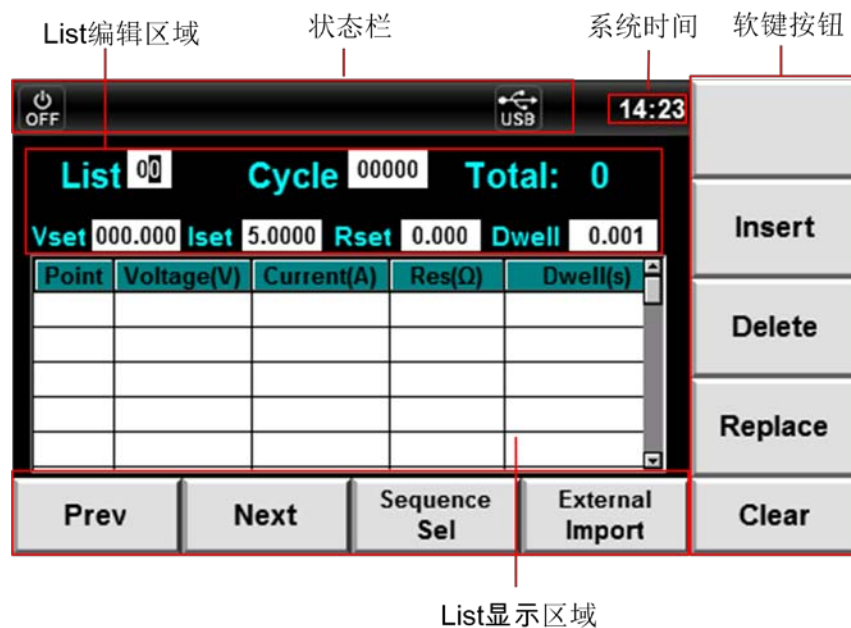 List编辑区域 状态栏 系统时间 软键按钮
OFF USB 14:23
List 00 Cycle 00000 Total: 0
Vset 000.000 Iset 5.0000 Rset 0.000 Dwell 0.001
Insert
Point Voltage(V) Current(A) Res(Ω) Dwell(s)
Delete
Replace
Prev Next Sequence Sel External Import Clear
List显示区域